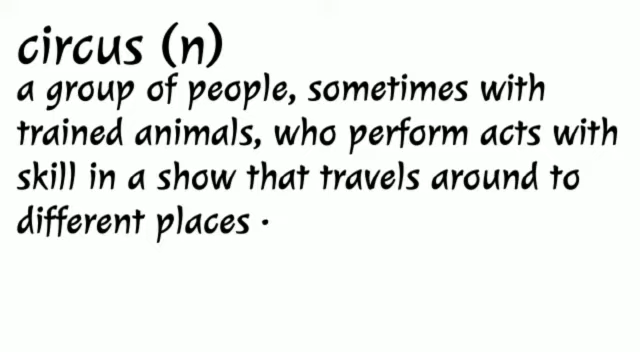 circus (n)
a group of people, sometimes with
trained animals, who perform acts with
skill in a show that travels around to
different places •